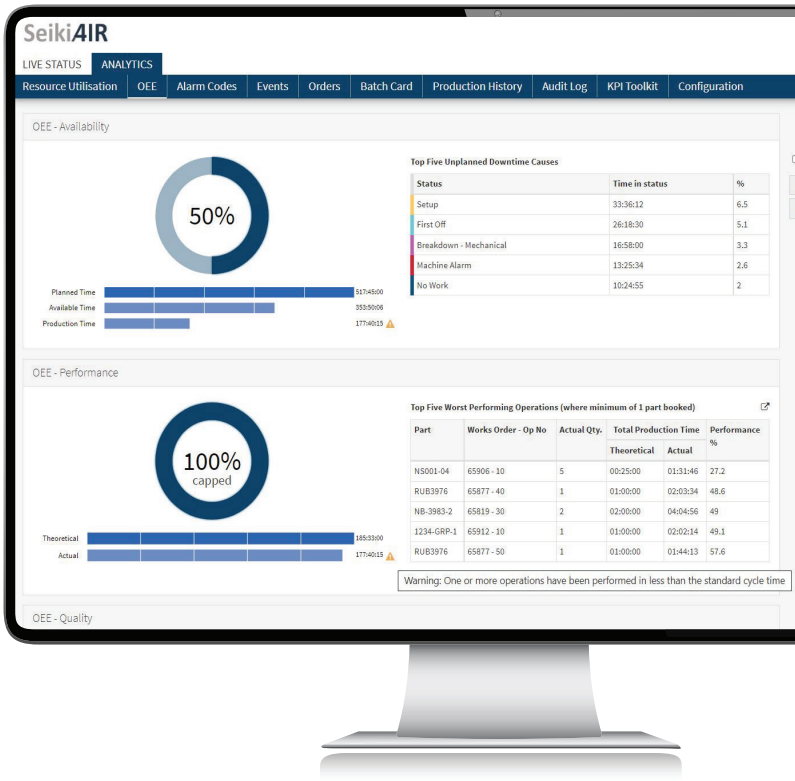 Seiki4IR
LIVE STATUS ANALYTICS
Resource Utilisation OEE Alarm Codes Events Orders Batch Card Production History Audit Log KPI Toolkit Configuration
OEE - Availability
50%
Planned Time 517:45:00
Available Time 353:50:06
Production Time 177:40:15
Top Five Unplanned Downtime Causes
Status Time in status %
Setup 33:36:12 6.5
First Off 26:18:30 5.1
Breakdown - Mechanical 16:58:00 3.3
Machine Alarm 13:25:34 2.6
No Work 10:24:55 2
OEE - Performance
100%
capped
Theoretical 185:33:00
Actual 177:40:15
Top Five Worst Performing Operations (where minimum of 1 part booked)
Part Works Order - Op No Actual Qty. Total Production Time Performance
%
Theoretical Actual
NS001-04 65906 - 10 5 00:25:00 01:31:46 27.2
RUB3976 65877 - 40 1 01:00:00 02:03:34 48.6
NB-3983-2 65819 - 30 2 02:00:00 04:04:56 49
1234-GRP-1 65912 - 10 1 01:00:00 02:02:14 49.1
RUB3976 65877 - 50 1 01:00:00 01:44:13 57.6
Warning: One or more operations have been performed in less than the standard cycle time
OEE - Quality